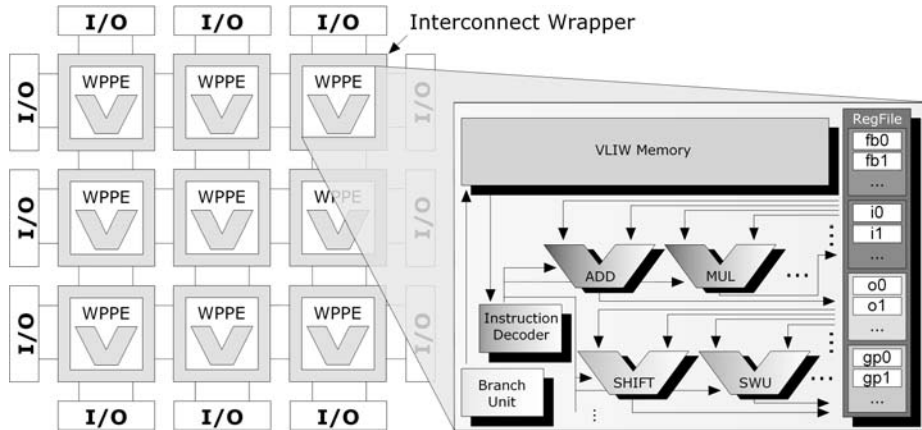 I/O I/O I/O
Interconnect Wrapper
I/O WPPE WPPE WPPE I/O
I/O WPPE WPPE WPPE I/O
I/O WPPE WPPE WPPE I/O
I/O I/O I/O
VLIW Memory
RegFile
fb0
fb1
...
i0
i1
...
o0
o1
...
gp0
gp1
...
ADD MUL ...
Instruction
Decoder
SHIFT SWU ...
Branch
Unit